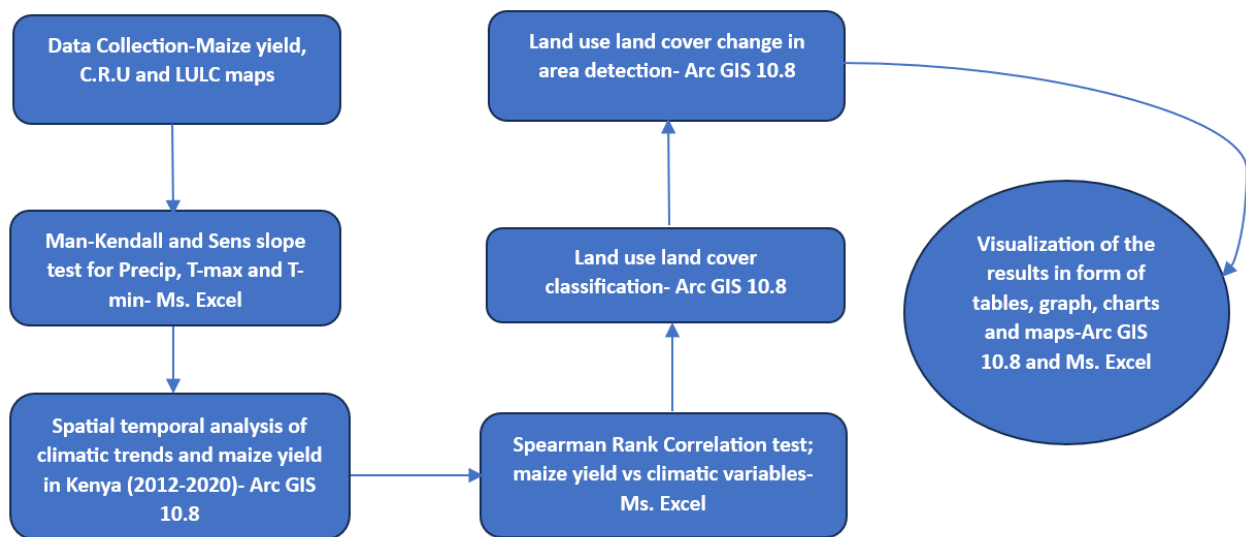 Data Collection-Maize yield,
C.R.U and LULC maps
Man-Kendall and Sens slope
test for Precip, T-max and T-
min- Ms. Excel
Spatial temporal analysis of
climatic trends and maize yield
in Kenya (2012-2020)- Arc GIS
10.8
Spearman Rank Correlation test;
maize yield vs climatic variables-
Ms. Excel
Land use land cover
classification- Arc GIS 10.8
Land use land cover change in
area detection- Arc GIS 10.8
Visualization of the
results in form of
tables, graph, charts
and maps-Arc GIS
10.8 and Ms. Excel